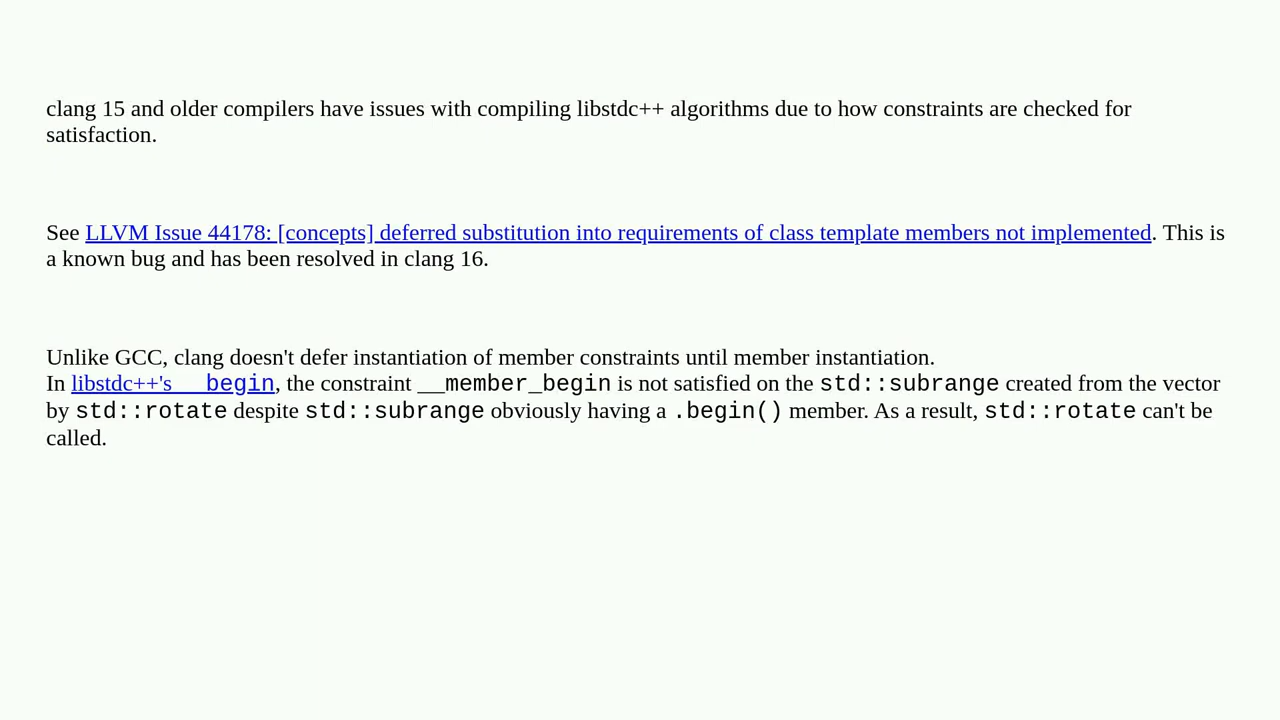 clang 15 and older compilers have issues with compiling libstdc++ algorithms due to how constraints are checked for
satisfaction.
See LLVM Issue 44178: [concepts] deferred substitution into requirements of class template members not implemented. This is
a known bug and has been resolved in clang 16.
Unlike GCC, clang doesn't defer instantiation of member constraints until member instantiation.
In libstdc++'s __begin, the constraint __member_begin is not satisfied on the std::subrange created from the vector
by std::rotate despite std::subrange obviously having a .begin() member. As a result, std::rotate can't be
called.